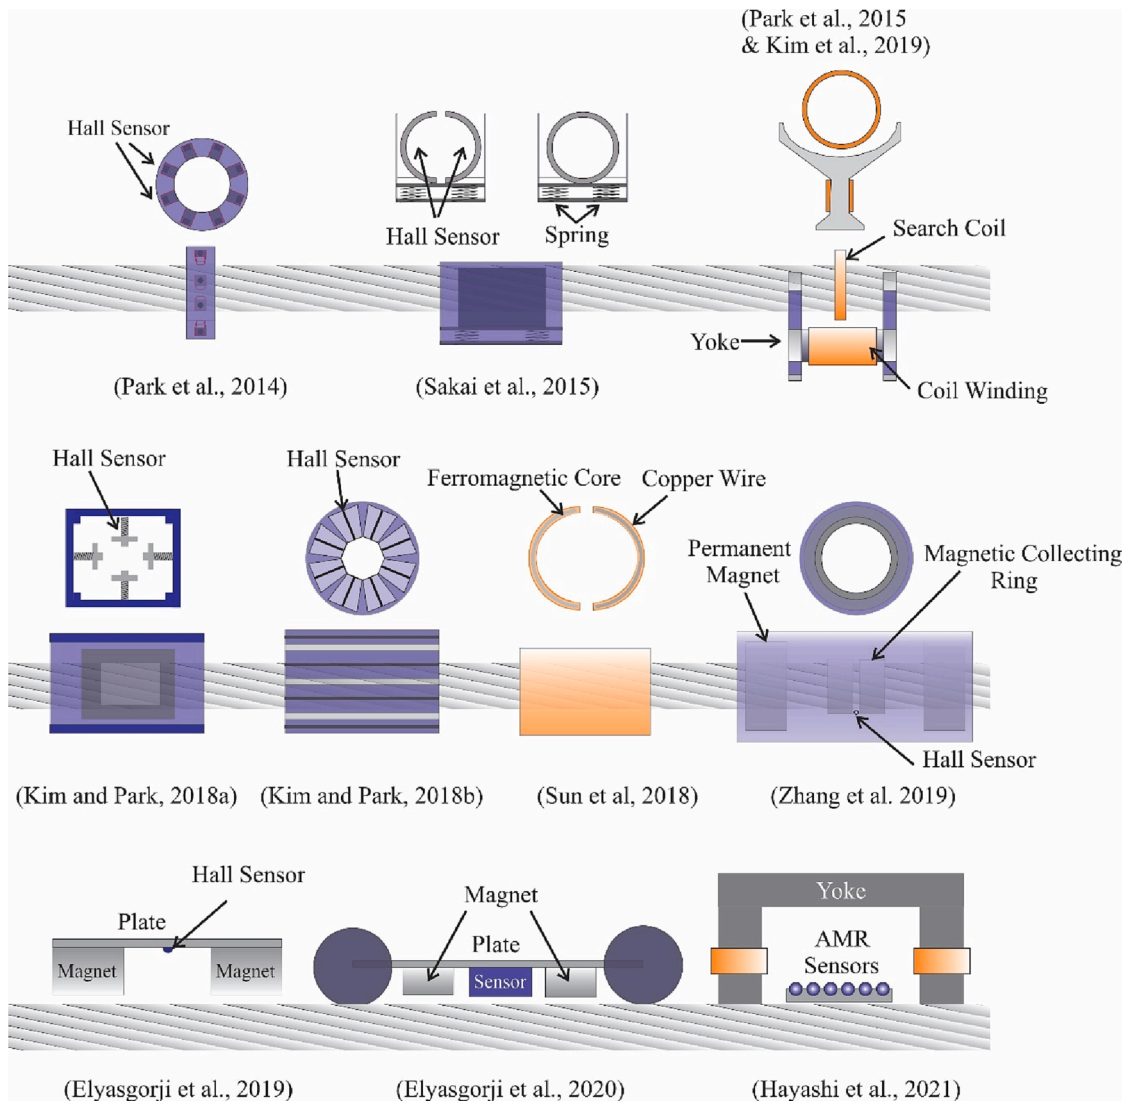 (Park et al., 2015
& Kim et al., 2019)
Hall Sensor
Hall Sensor
Spring
Search Coil
Yoke
Coil Winding
(Park et al., 2014)
(Sakai et al., 2015)
Hall Sensor
Hall Sensor
Ferromagnetic Core
Copper Wire
Permanent
Magnet
Magnetic Collecting
Ring
Hall Sensor
(Kim and Park, 2018a)
(Kim and Park, 2018b)
(Sun et al, 2018)
(Zhang et al. 2019)
Hall Sensor
Plate
Magnet
Magnet
Magnet
Plate
Sensor
Yoke
AMR
Sensors
(Elyasgorji et al., 2019)
(Elyasgorji et al., 2020)
(Hayashi et al., 2021)